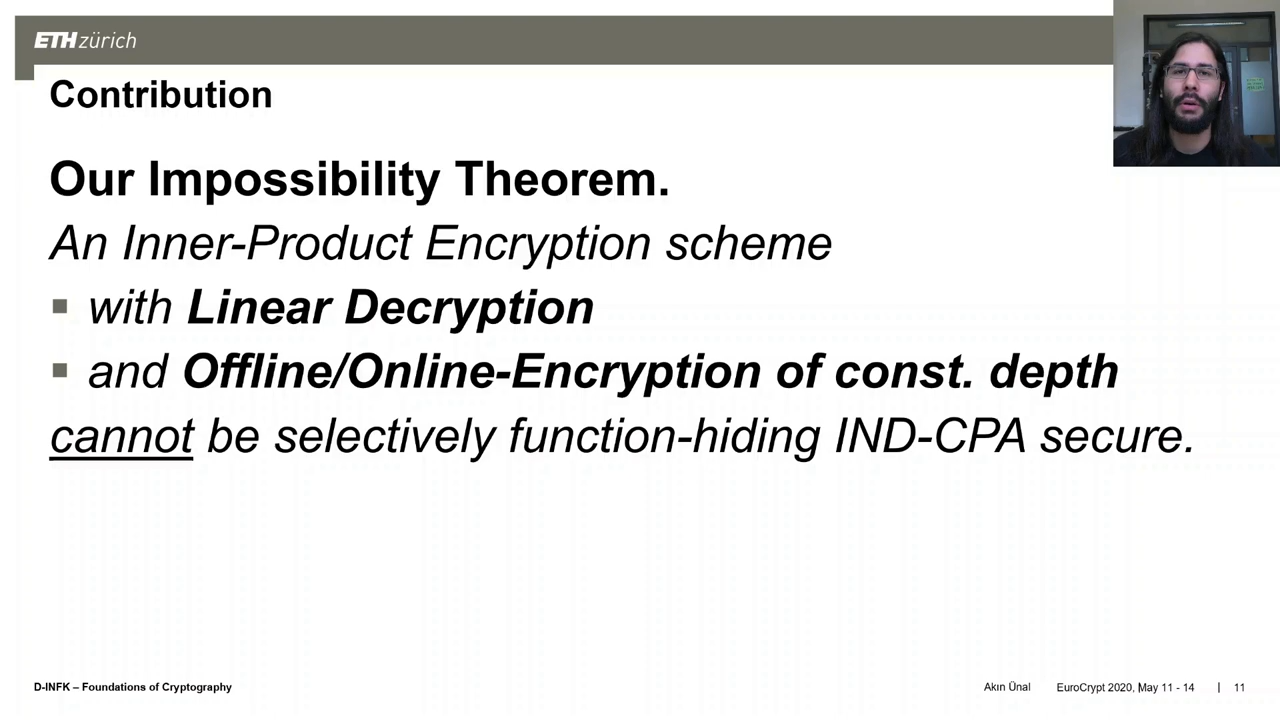 ETH zürich
Contribution
Our Impossibility Theorem.
An Inner-Product Encryption scheme
▪ with Linear Decryption
▪ and Offline/Online-Encryption of const. depth
cannot be selectively function-hiding IND-CPA secure.
D-INFK – Foundations of Cryptography
Akın Ünal EuroCrypt 2020, May 11 - 14 | 11